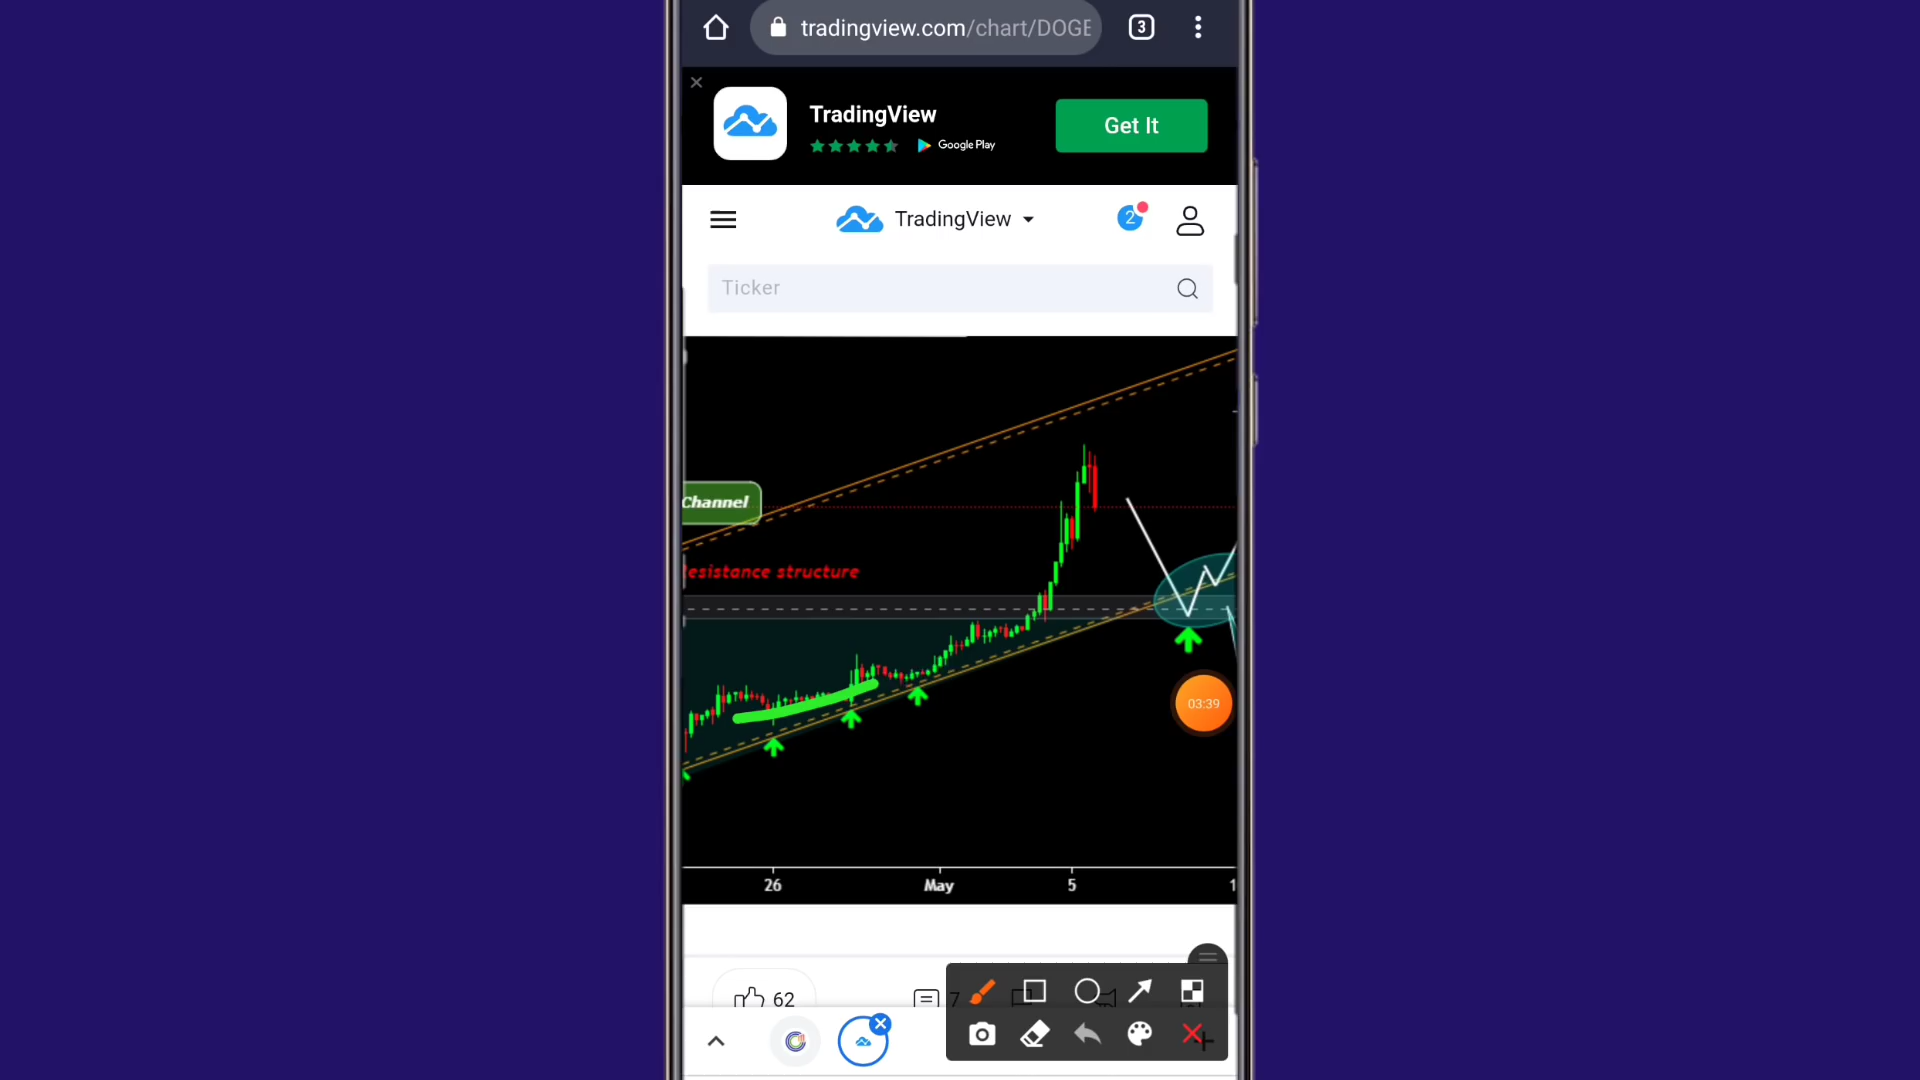 tradingview.com/chart/DOGE
3
TradingView
Google Play
Get It
TradingView
2
Ticker
Channel
esistance structure
03:39
26 May 5 1
62
7